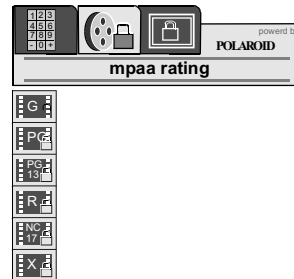 1 2 3
4 5 6
7 8 9
- 0 +
powerd b
POLAROID
mpaa rating
G
PG
PG
13
R
NC
17
X